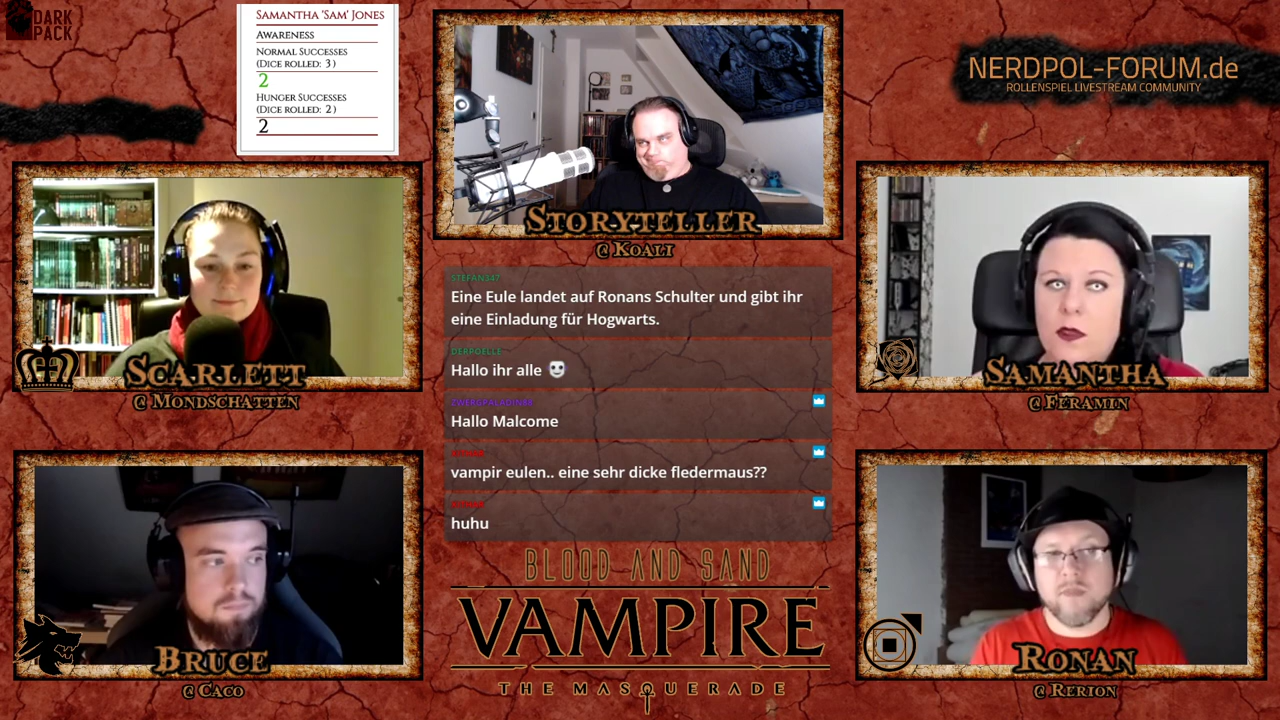 DARK
PACK
SAMANTHA 'SAM' JONES
AWARENESS
NORMAL SUCCESSES
(DICE ROLLED: 3)
2
HUNGER SUCCESSES
(DICE ROLLED: 2)
2
NERDPOL-FORUM.de
ROLLENSPIEL LIVESTREAM COMMUNITY
STORYTELLER
@ KOALI
SCARLETT
@ MONDSCHATTEN
SAMANTHA
@ FERAMIN
STEFAN347
Eine Eule landet auf Ronans Schulter und gibt ihr
eine Einladung für Hogwarts.
DERPOELLE
Hallo ihr alle
Hallo Malcome
vampir eulen.. eine sehr dicke fledermaus??
huhu
BRUCE
@ CACO
RONAN
@ RERION
BLOOD AND SAND
VAMPIRE
THE MASQUERADE